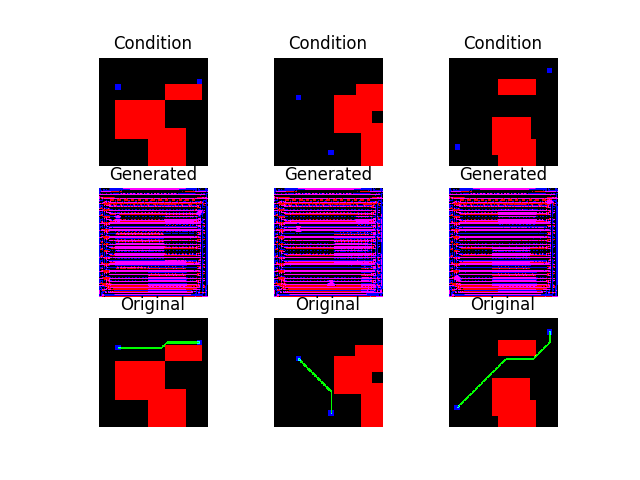 Condition Condition Condition
Generated Generated Generated
Original Original Original